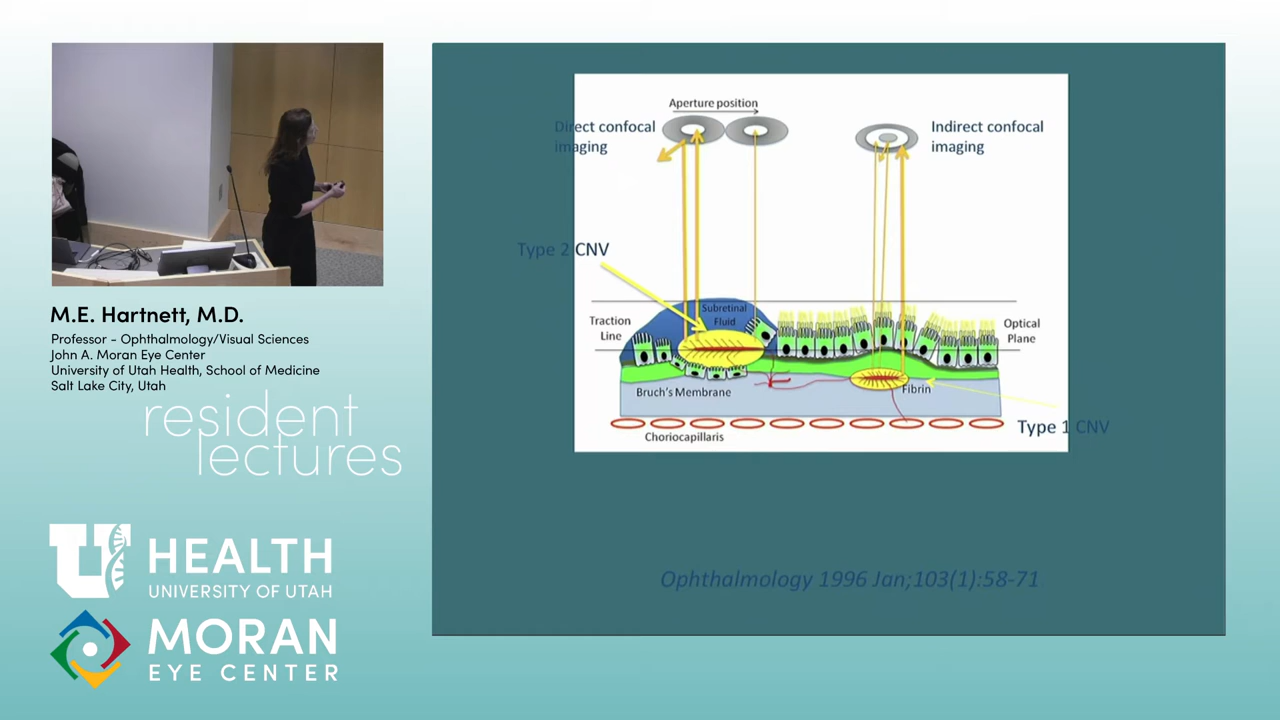 M.E. Hartnett, M.D.
Professor - Ophthalmology/Visual Sciences
John A. Moran Eye Center
University of Utah Health, School of Medicine
Salt Lake City, Utah
resident
lectures
U HEALTH
UNIVERSITY OF UTAH
MORAN
EYE CENTER
Aperture position
Direct confocal
imaging
Indirect confocal
imaging
Type 2 CNV
Subretinal
Fluid
Traction
Line
Optical
Plane
Bruch's Membrane
Fibrin
Type 1 CNV
Choriocapillaris
Ophthalmology 1996 Jan;103(1):58-71